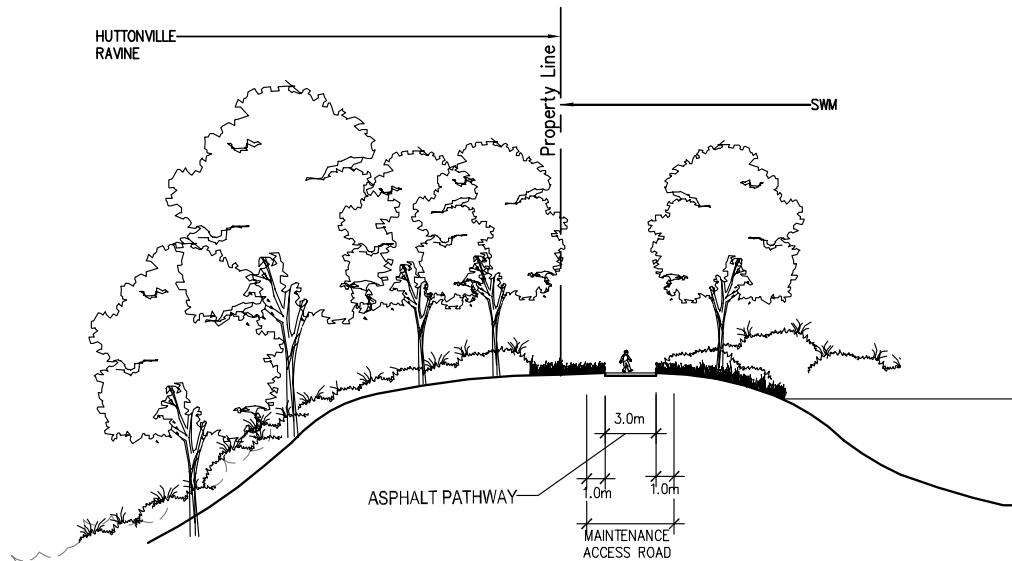 HUTTONVILLE
RAVINE
Property Line
SWM
3.0m
ASPHALT PATHWAY
1.0m
1.0m
MAINTENANCE
ACCESS ROAD